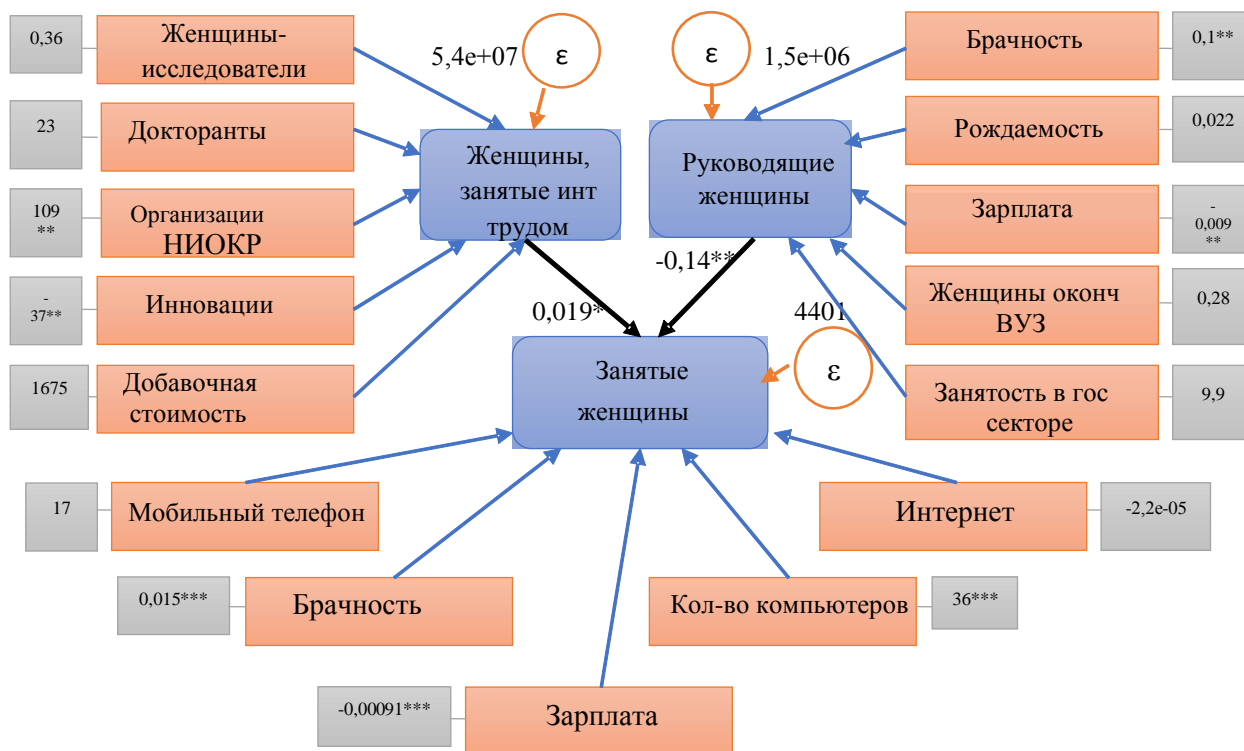 0,36
Женщины-
исследователи
5,4e+07
ε
ε
1,5e+06
Брачность
0,1**
23
Докторанты
Женщины,
занятые инт
трудом
Руководящие
женщины
Рождаемость
0,022
109
**
Организации
НИОКР
Зарплата
-
0,009
**
-
37**
Инновации
0,019*
-0,14**
4401
Женщины оконч
ВУЗ
0,28
1675
Добавочная
стоимость
Занятые
женщины
ε
Занятость в гос
секторе
9,9
17
Мобильный телефон
Интернет
-2,2e-05
0,015***
Брачность
Кол-во компьютеров
36***
-0,00091***
Зарплата